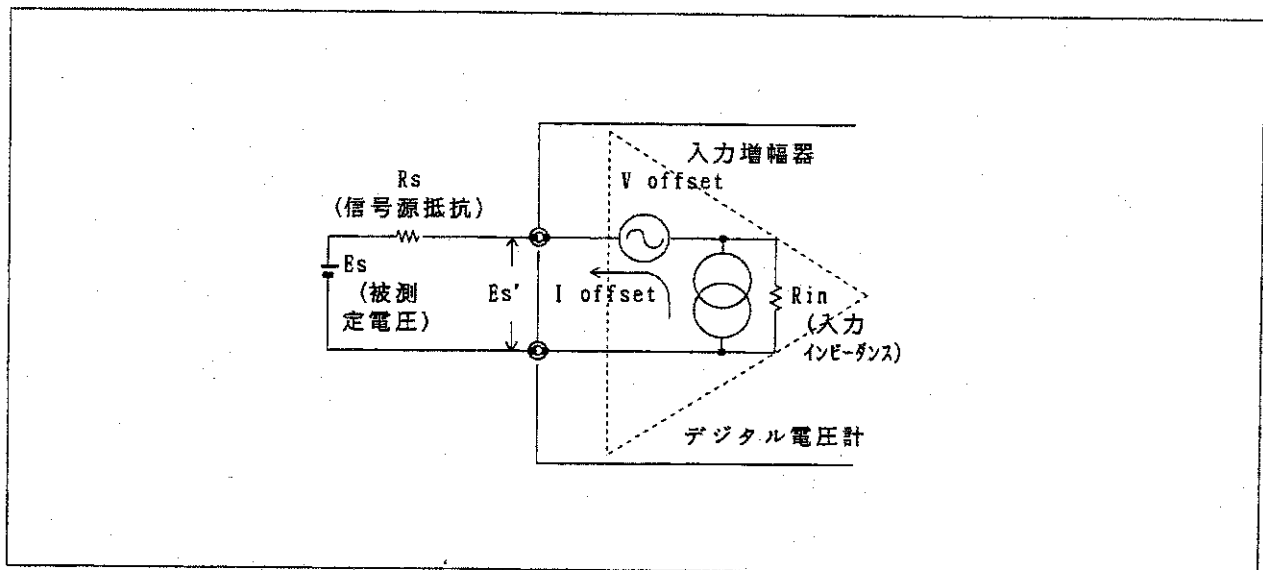 入力増幅器
V offset
Rs
(信号源抵抗)
Es
(被測
定電圧)
Es'
I offset
Rin
(入力
インピーダンス)
デジタル電圧計